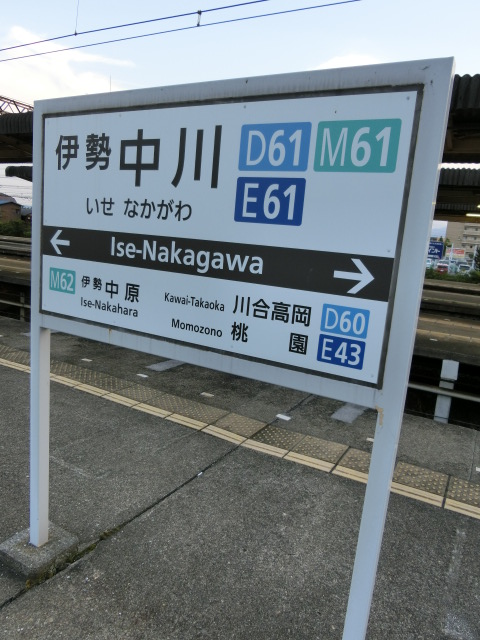 伊勢中川 D61 M61
E61
いせ なかがわ
Ise-Nakagawa
M62 伊勢中原 Kawai-Takaoka 川合高岡 D60
Ise-Nakahara Momozono 桃園 E43